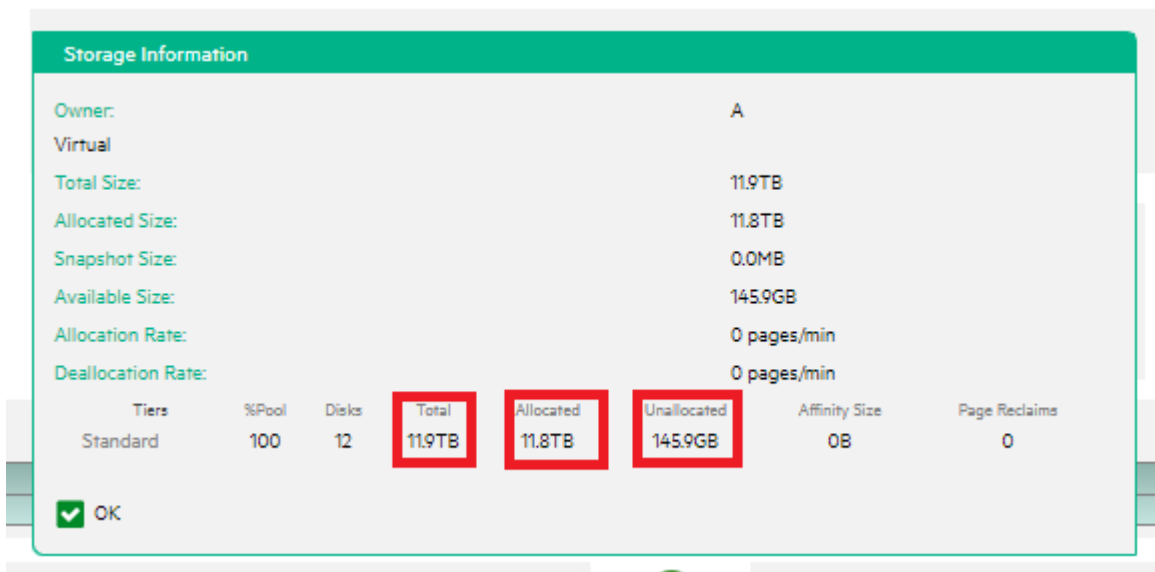 Storage Information
Owner: A
Virtual
Total Size: 11.9TB
Allocated Size: 11.8TB
Snapshot Size: 0.0MB
Available Size: 145.9GB
Allocation Rate: 0 pages/min
Deallocation Rate: 0 pages/min
Tiers %Pool Disks Total Allocated Unallocated Affinity Size Page Reclaims
Standard 100 12 11.9TB 11.8TB 145.9GB 0B 0
OK